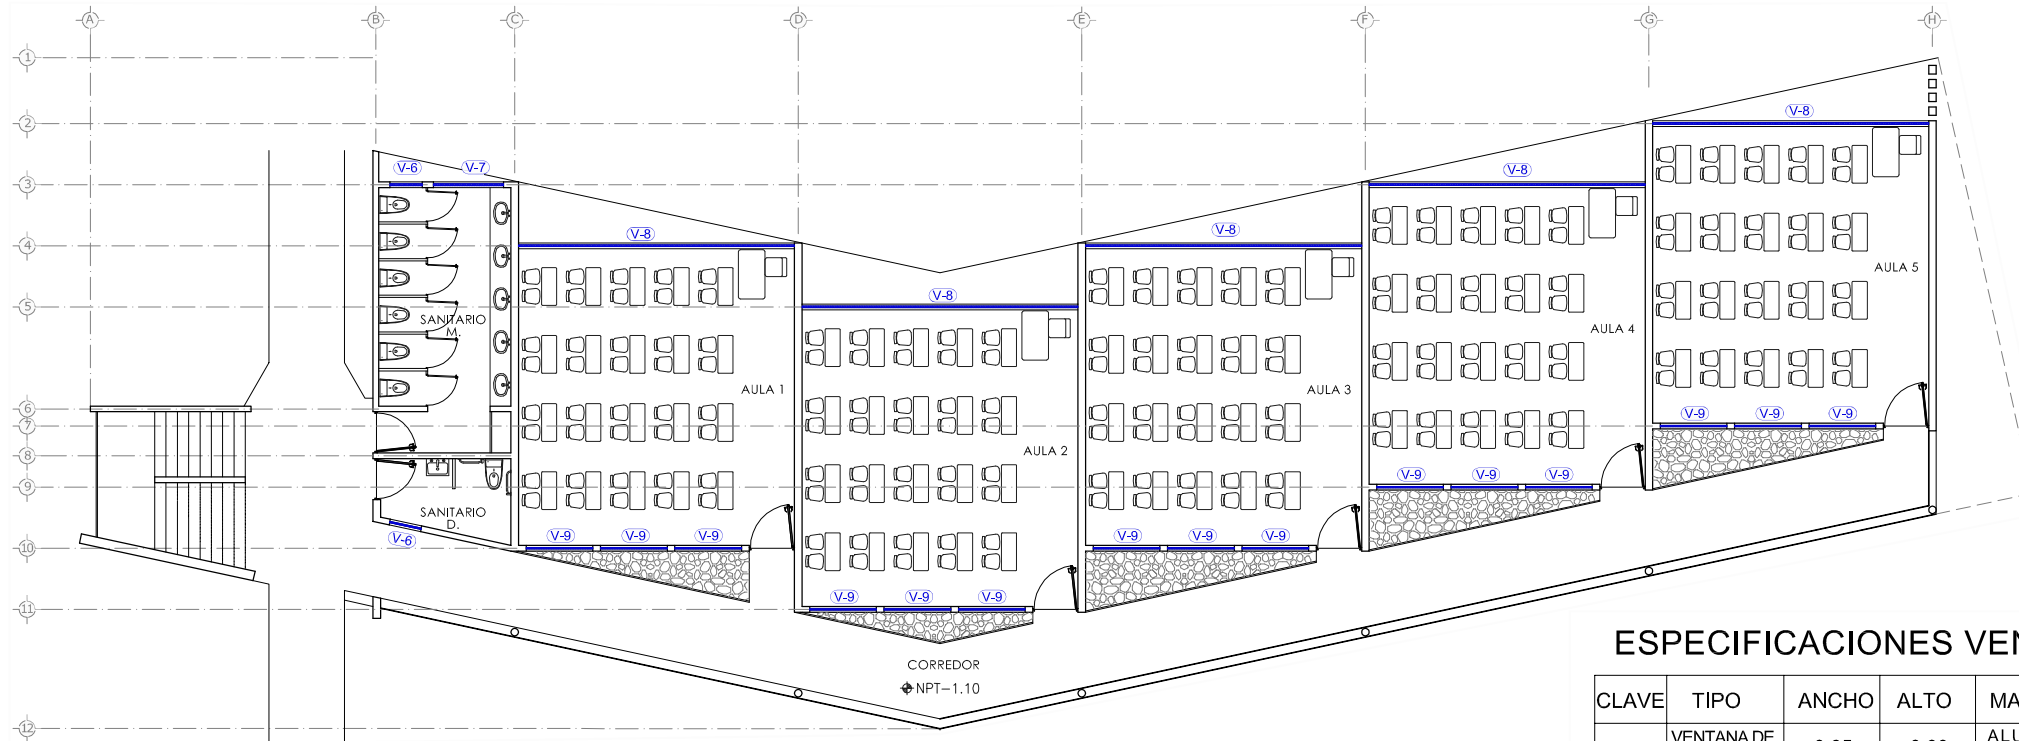 A B C D E F G H
1
2
V-8
V-6 V-7 V-8
3
V-8 V-8
4
AULA 5
V-8
5
SANITARIO
M.
AULA 4
AULA 1 AULA 3
6
V-9 V-9 V-9
7
AULA 2
8
V-9 V-9 V-9
9
SANITARIO
D.
V-6 V-9 V-9 V-9 V-9 V-9 V-9
10
V-9 V-9 V-9
11
CORREDOR
NPT-1.10
12
ESPECIFICACIONES VEN
CLAVE TIPO ANCHO ALTO MA
VENTANA DE ALU